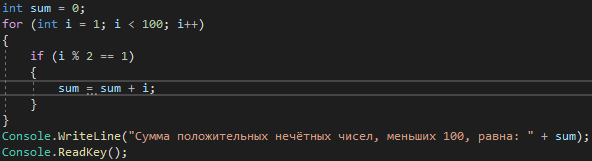 int sum = 0;
for (int i = 1; i < 100; i++)
{
if (i % 2 == 1)
{
sum = sum + i;
}
}
Console.WriteLine("Сумма положительных нечётных чисел, меньших 100, равна: " + sum);
Console.ReadKey();